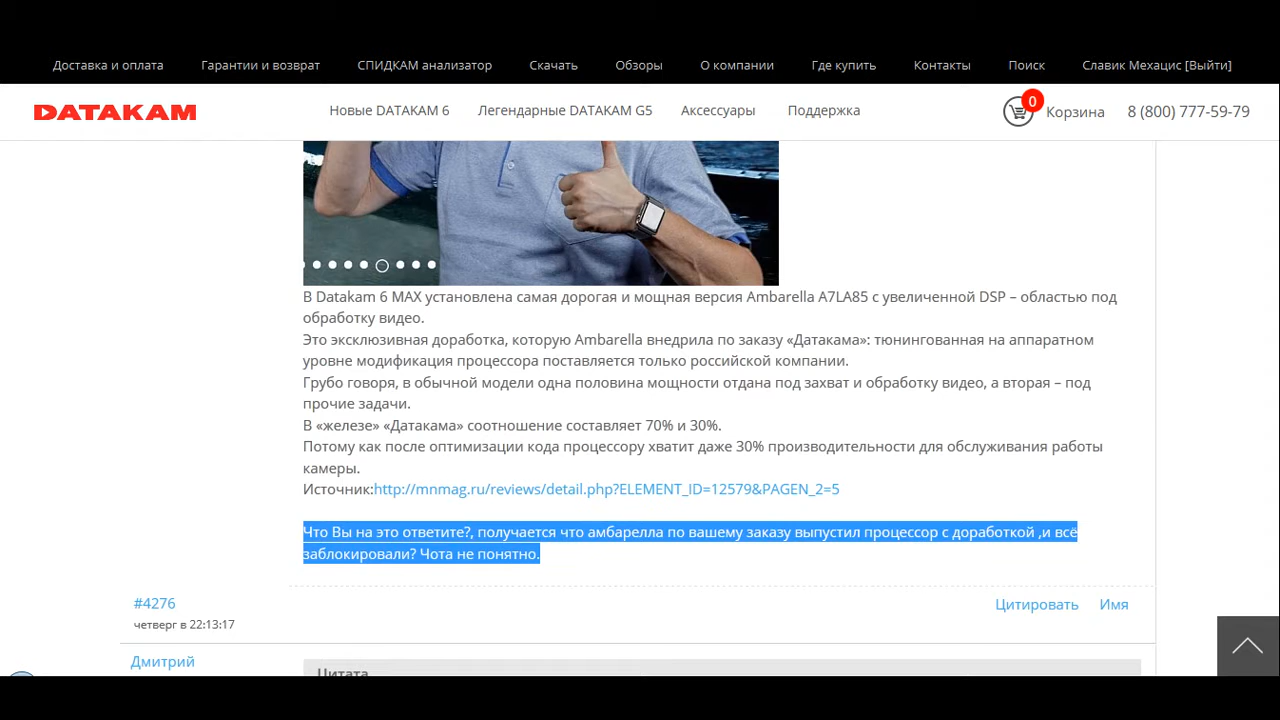 Доставка и оплата Гарантии и возврат СПИДКАМ анализатор Скачать Обзоры О компании Где купить Контакты Поиск Славик Мехацис [Выйти]
DATAKAM Новые DATAKAM 6 Легендарные DATAKAM G5 Аксессуары Поддержка 0 Корзина 8 (800) 777-59-79
В Datakam 6 MAX установлена самая дорогая и мощная версия Ambarella A7LA85 с увеличенной DSP – областью под
обработку видео.
Это эксклюзивная доработка, которую Ambarella внедрила по заказу «Датакама»: тюнингованная на аппаратном
уровне модификация процессора поставляется только российской компании.
Грубо говоря, в обычной модели одна половина мощности отдана под захват и обработку видео, а вторая – под
прочие задачи.
В «железе» «Датакама» соотношение составляет 70% и 30%.
Потому как после оптимизации кода процессору хватит даже 30% производительности для обслуживания работы
камеры.
Источник:http://mnmag.ru/reviews/detail.php?ELEMENT_ID=12579&PAGEN_2=5
Что Вы на это ответите?, получается что амбарелла по вашему заказу выпустил процессор с доработкой ,и всё
заблокировали? Чота не понятно.
#4276 Цитировать Имя
четверг в 22:13:17
Дмитрий
Цитата